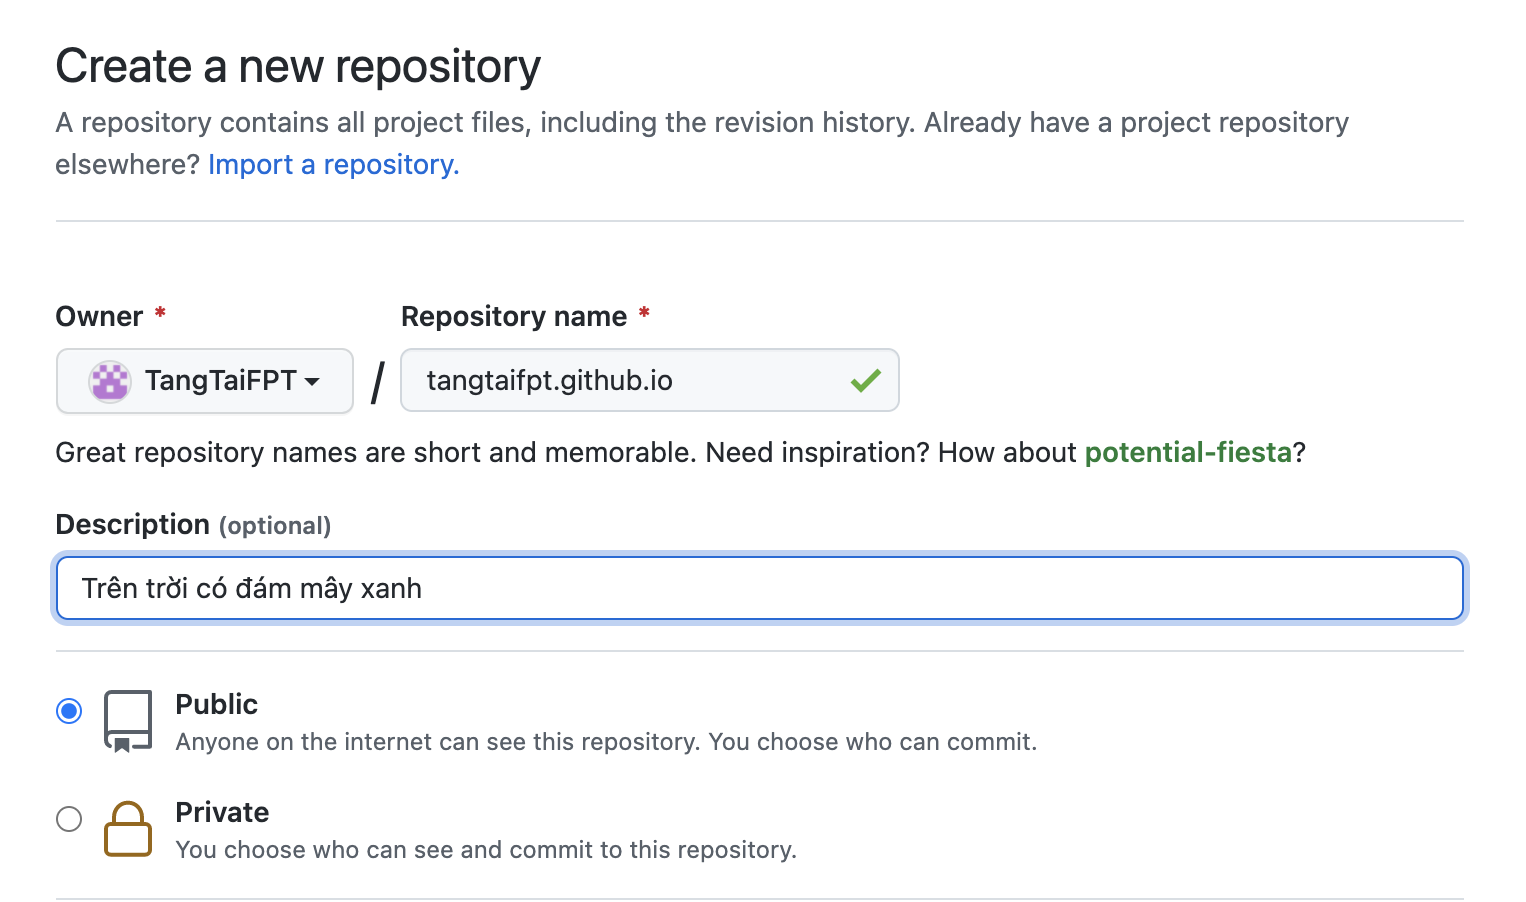 Create a new repository
A repository contains all project files, including the revision history. Already have a project repository
elsewhere? Import a repository.
Owner * Repository name *
TangTaiFPT / tangtaifpt.github.io
Great repository names are short and memorable. Need inspiration? How about potential-fiesta?
Description (optional)
Trên trời có đám mây xanh
Public
Anyone on the internet can see this repository. You choose who can commit.
Private
You choose who can see and commit to this repository.